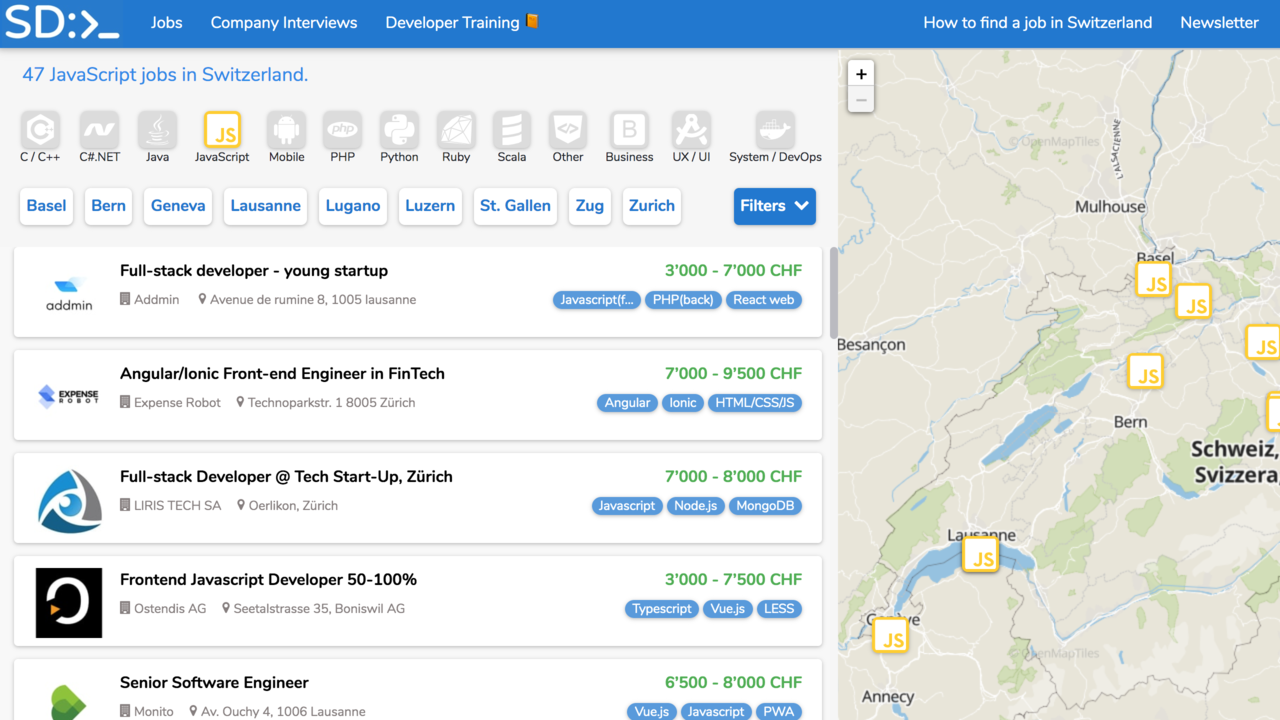 SD:>_ Jobs Company Interviews Developer Training How to find a job in Switzerland Newsletter
47 JavaScript jobs in Switzerland.
C JS php </> B
C / C++ C#.NET Java JavaScript Mobile PHP Python Ruby Scala Other Business UX / UI System / DevOps
Basel Bern Geneva Lausanne Lugano Luzern St. Gallen Zug Zurich Filters
Full-stack developer - young startup 3'000 - 7'000 CHF
addmin
Addmin Avenue de rumine 8, 1005 lausanne Javascript(f... PHP(back) React web
Angular/Ionic Front-end Engineer in FinTech 7'000 - 9'500 CHF
EXPENSE
ROBOT
Expense Robot Technoparkstr. 1 8005 Zürich Angular Ionic HTML/CSS/JS
Full-stack Developer @ Tech Start-Up, Zürich 7'000 - 8'000 CHF
LIRIS TECH SA Oerlikon, Zürich Javascript Node.js MongoDB
Frontend Javascript Developer 50-100% 3'000 - 7'500 CHF
Ostendis AG Seetalstrasse 35, Boniswil AG Typescript Vue.js LESS
Senior Software Engineer 6'500 - 8'000 CHF
Monito Av. Ouchy 4, 1006 Lausanne Vue.js Javascript PWA
+
−
©OpenMapTiles
L'ALSACIENNE
Mulhouse
Basel
JS
JS
JS
Besançon
JS
Bern
Schweiz,
Svizzera,
Lausanne
JS
Genève
JS
©OpenMapTiles
Annecy